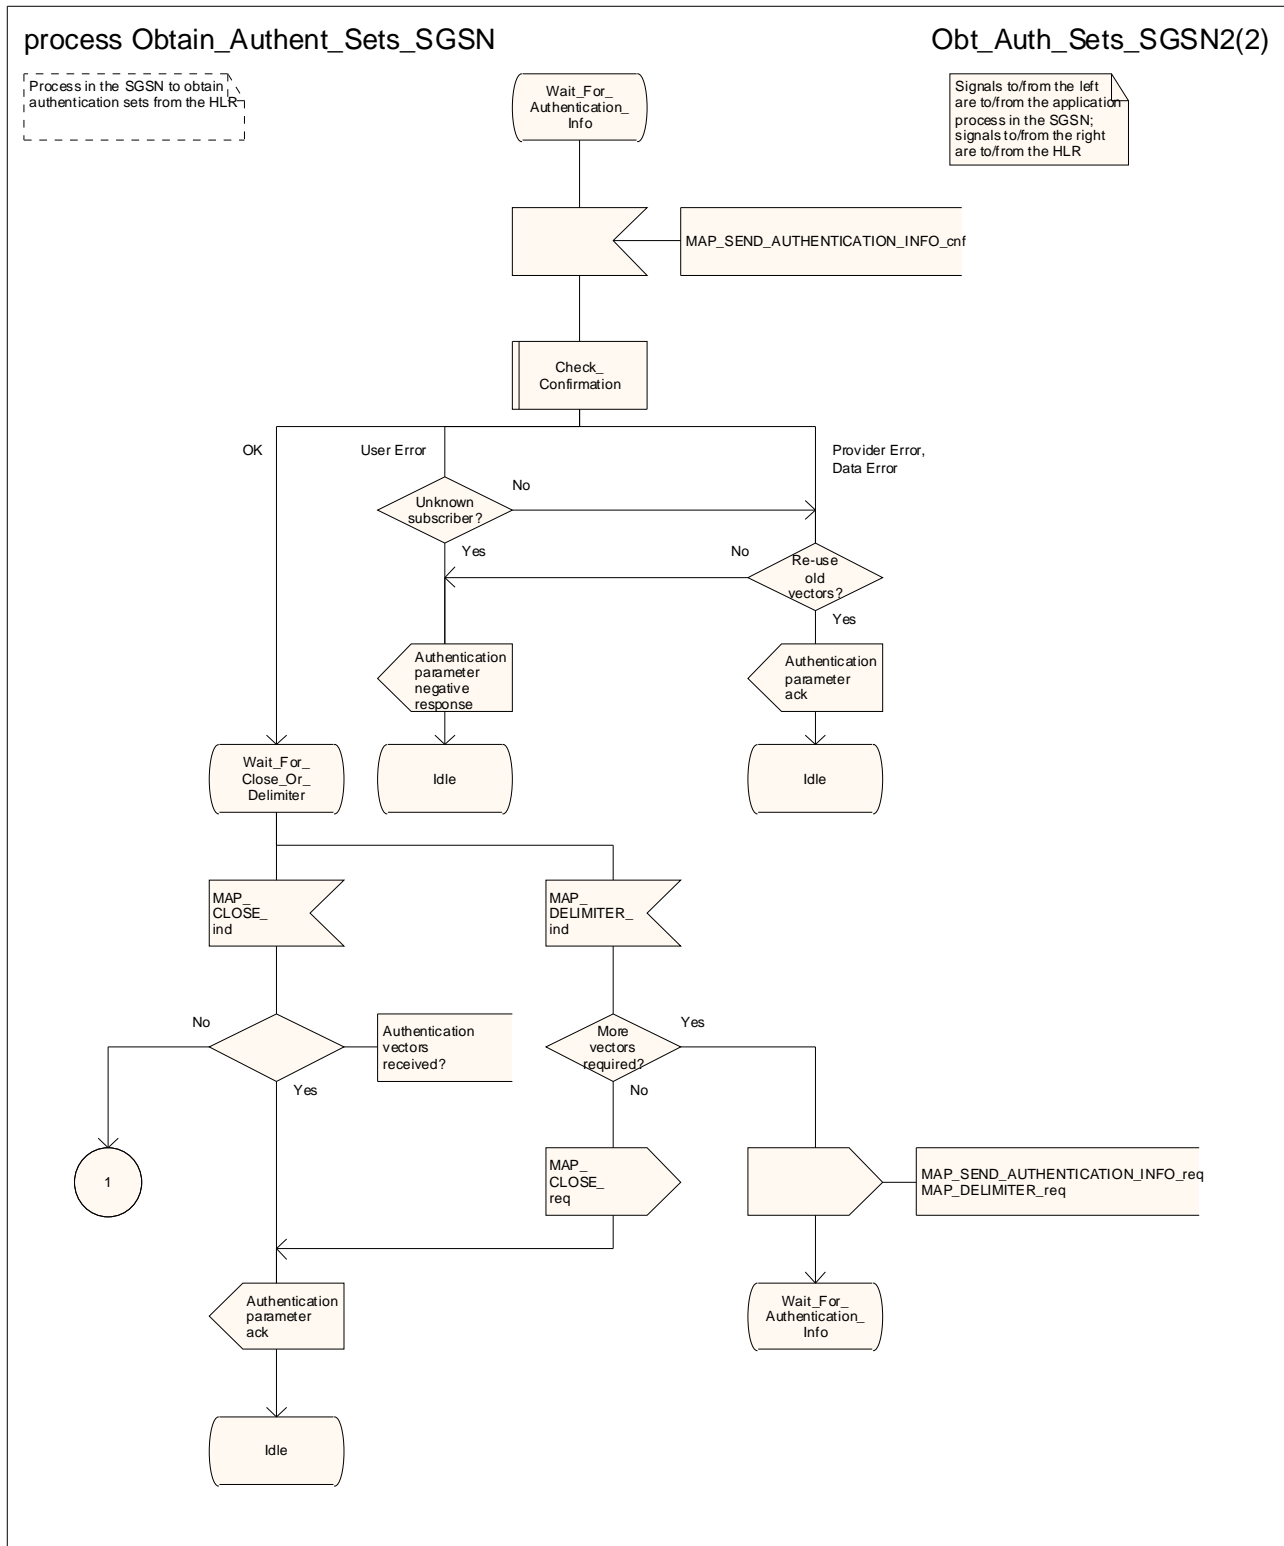 process Obtain_Authent_Sets_SGSN
Obt_Auth_Sets_SGSN2(2)
Process in the SGSN to obtain
authentication sets from the HLR
Wait_For_
Authentication_
Info
Signals to/from the left
are to/from the application
process in the SGSN;
signals to/from the right
are to/from the HLR
MAP_SEND_AUTHENTICATION_INFO_cnf
Check_
Confirmation
OK
User Error
Provider Error,
Data Error
Unknown
subscriber?
No
Yes
No
Re-use
old
vectors?
Yes
Authentication
parameter
negative
response
Authentication
parameter
ack
Wait_For_
Close_Or_
Delimiter
Idle
Idle
MAP_
CLOSE_
ind
MAP_
DELIMITER_
ind
No
Authentication
vectors
received?
Yes
More
vectors
required?
Yes
No
1
MAP_
CLOSE_
req
MAP_SEND_AUTHENTICATION_INFO_req
MAP_DELIMITER_req
Authentication
parameter
ack
Wait_For_
Authentication_
Info
Idle